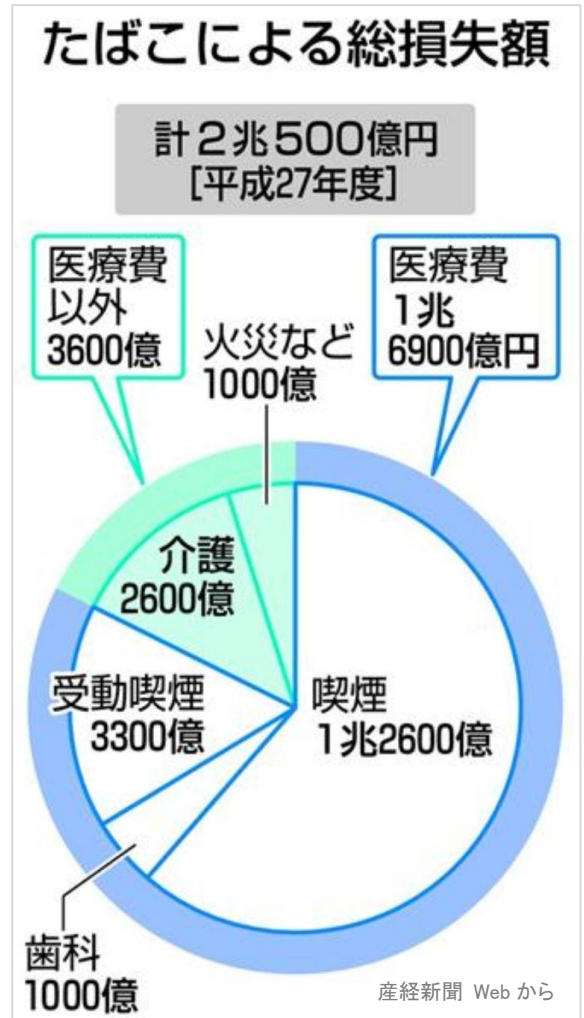 たばこによる総損失額
計2兆500億円
[平成27年度]
医療費
以外
3600億
医療費
1兆
6900億円
火災など
1000億
介護
2600億
受動喫煙
3300億
喫煙
1兆2600億
歯科
1000億
産経新聞 Web から